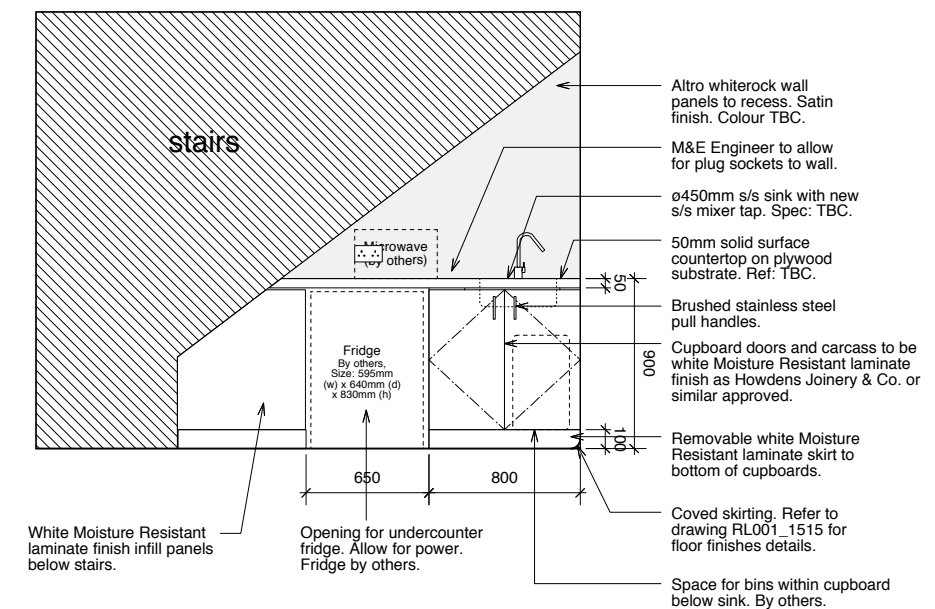 stairs
Altro whiterock wall
panels to recess. Satin
finish. Colour TBC.
M&E Engineer to allow
for plug sockets to wall.
ø450mm s/s sink with new
s/s mixer tap. Spec: TBC.
50mm solid surface
countertop on plywood
substrate. Ref: TBC.
Microwave
(by others)
50
Brushed stainless steel
pull handles.
Cupboard doors and carcass to be
white Moisture Resistant laminate
finish as Howdens Joinery & Co. or
similar approved.
900
Fridge
By others,
Size: 595mm
(w) x 640mm (d)
x 830mm (h)
100
Removable white Moisture
Resistant laminate skirt to
bottom of cupboards.
650
800
Coved skirting. Refer to
drawing RL001_1515 for
floor finishes details.
White Moisture Resistant
laminate finish infill panels
below stairs.
Opening for undercounter
fridge. Allow for power.
Fridge by others.
Space for bins within cupboard
below sink. By others.